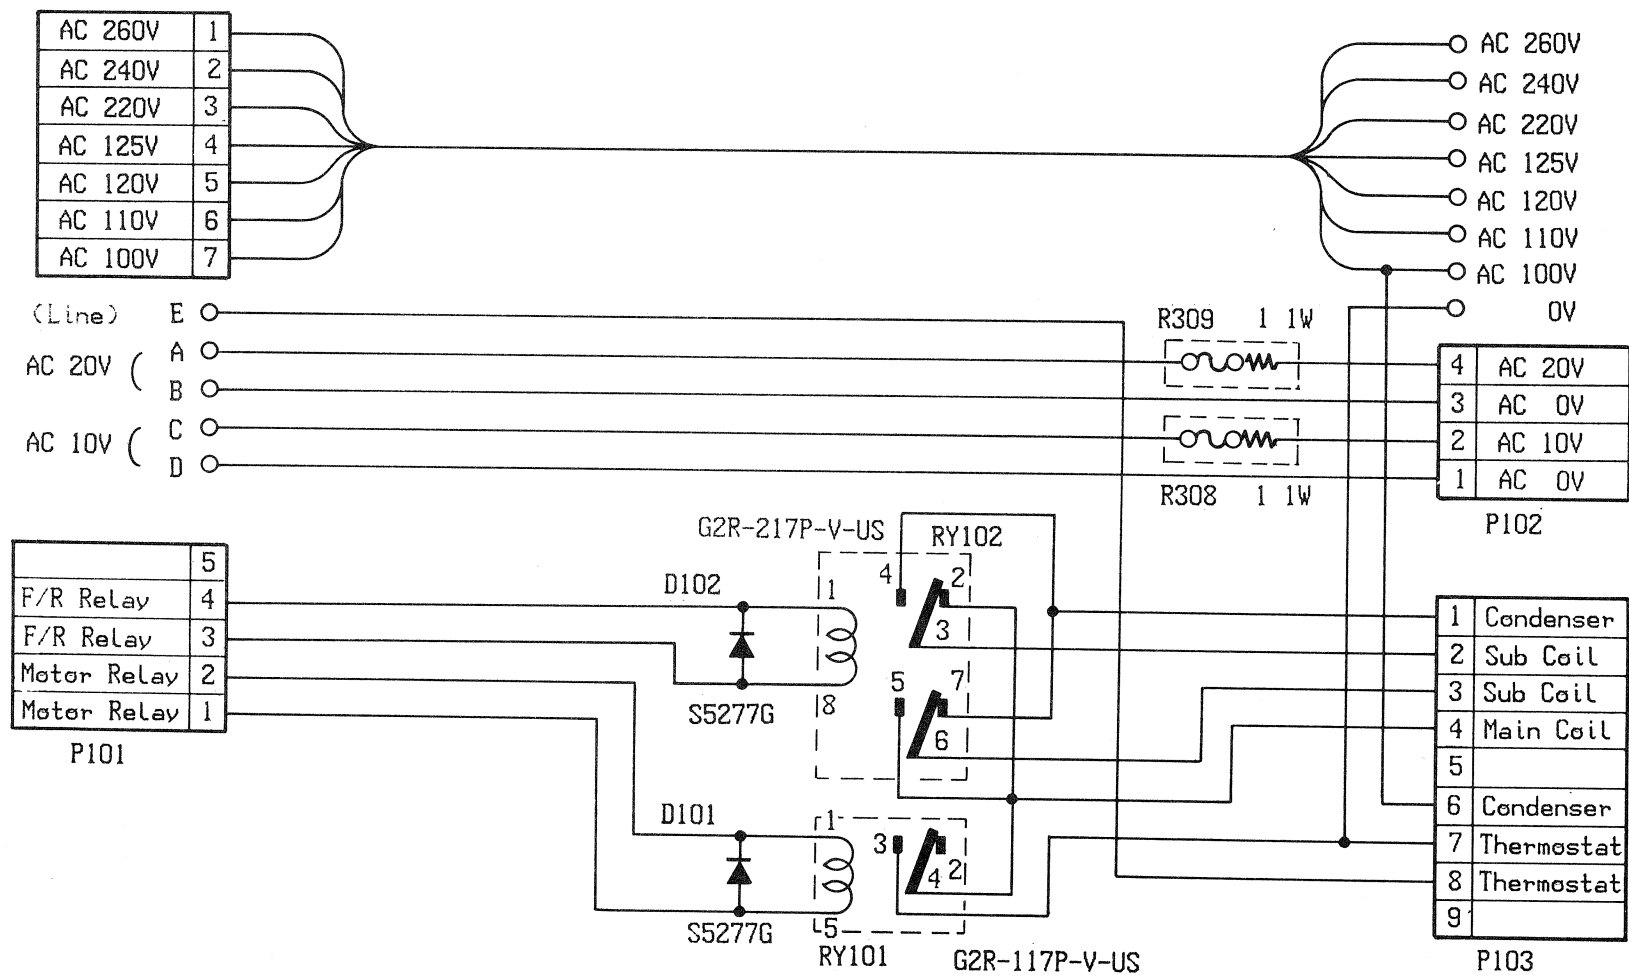 AC 260V 1
AC 240V 2
AC 220V 3
AC 125V 4
AC 120V 5
AC 110V 6
AC 100V 7
AC 260V
AC 240V
AC 220V
AC 125V
AC 120V
AC 110V
AC 100V
0V
(Line) E
AC 20V ( A
B
AC 10V ( C
D
R309 1 1W
R308 1 1W
4 AC 20V
3 AC 0V
2 AC 10V
1 AC 0V
P102
G2R-217P-V-US RY102
5
F/R Relay 4
F/R Relay 3
Motor Relay 2
Motor Relay 1
P101
D102
S5277G
1
8
4
2
3
5
7
6
D101
S5277G
1
5
3
4
2
RY101
G2R-117P-V-US
1 Condenser
2 Sub Coil
3 Sub Coil
4 Main Coil
5
6 Condenser
7 Thermostat
8 Thermostat
9
P103